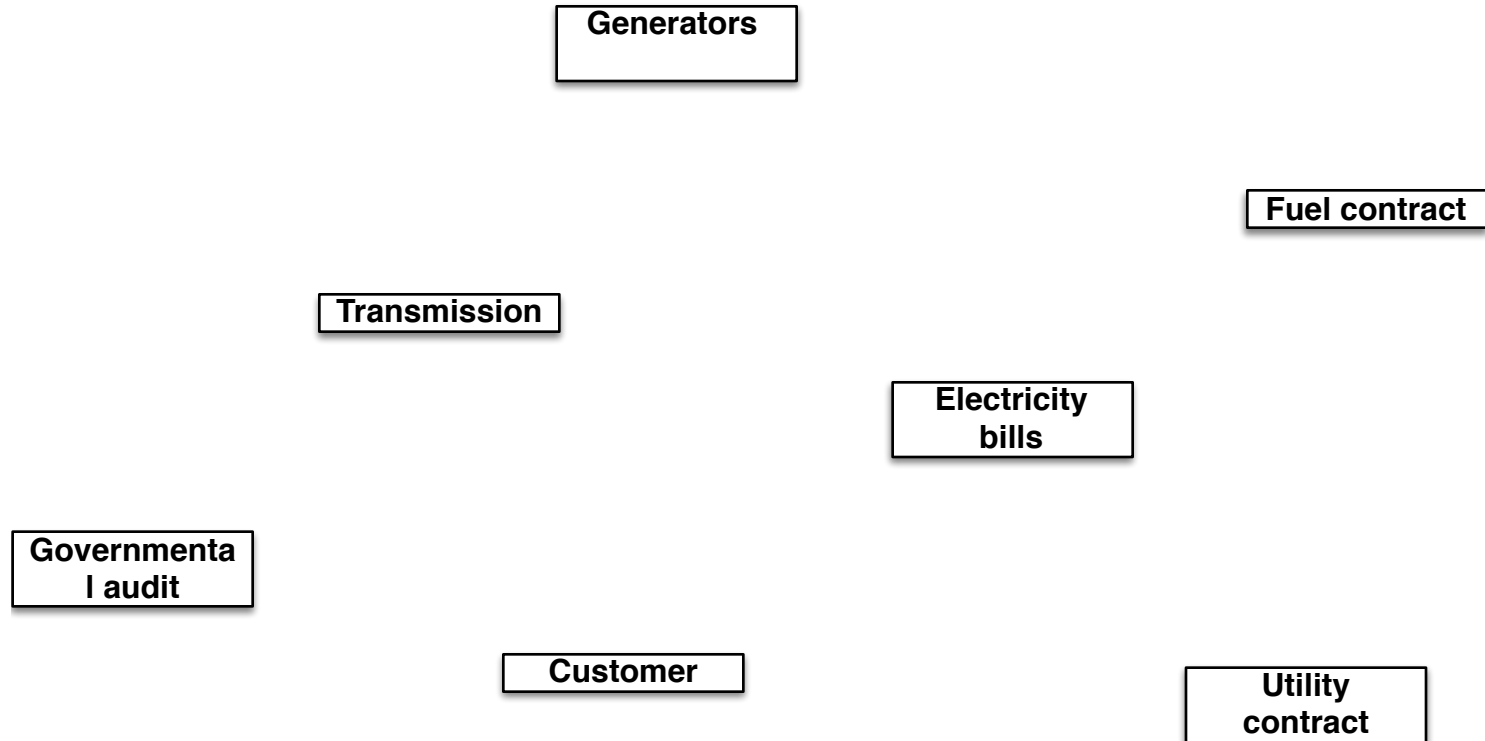 Generators
Fuel contract
Transmission
Electricity
bills
Governmenta
l audit
Customer
Utility
contract